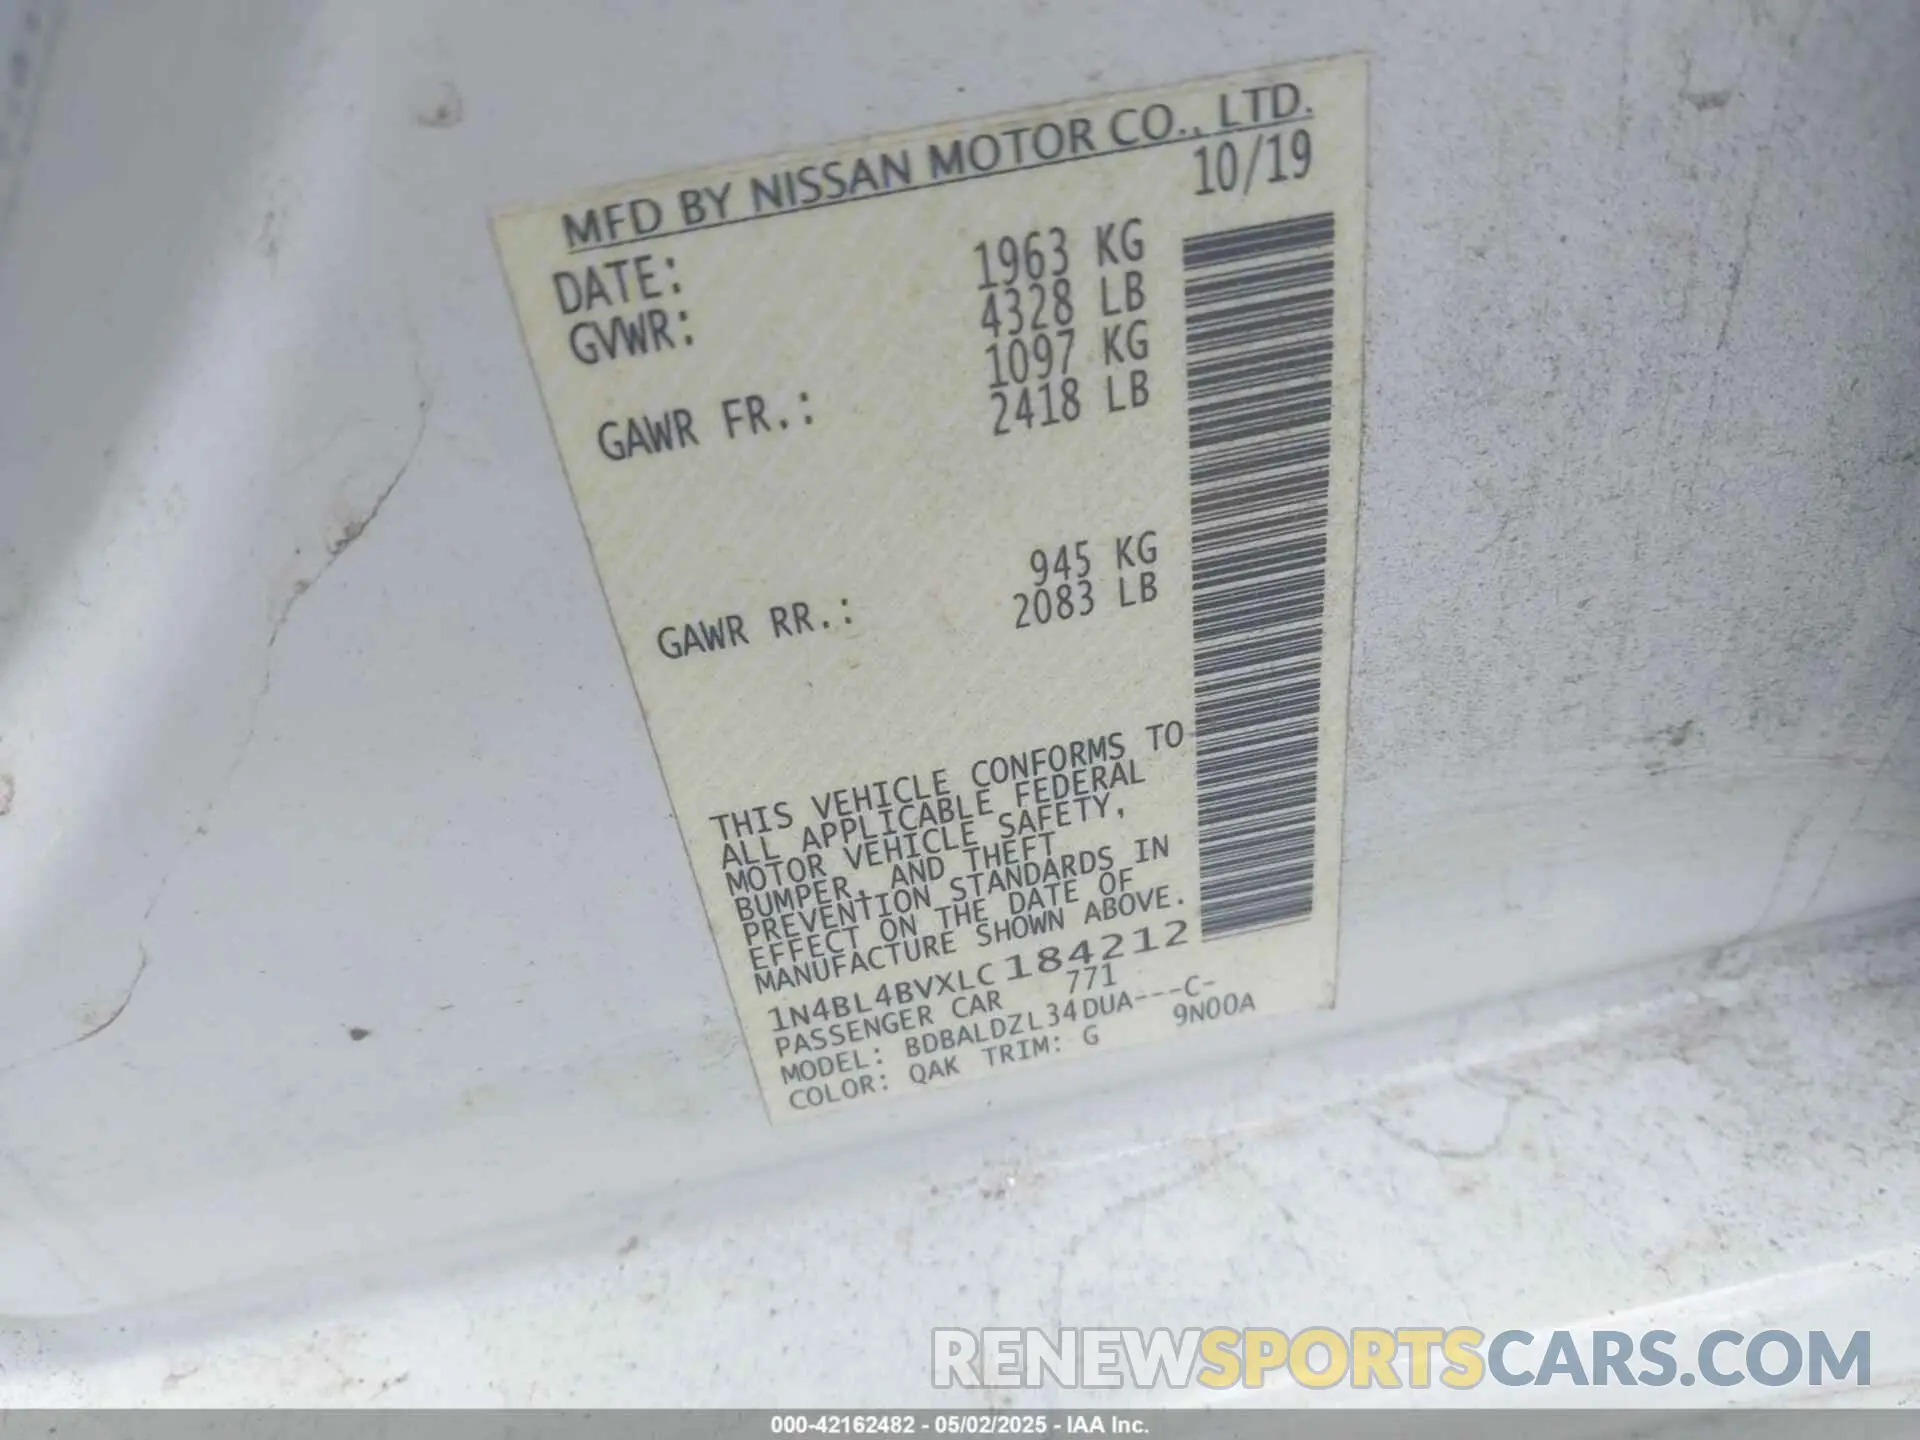 MFD BY NISSAN MOTOR CO., LTD.
DATE: 10/19
GVWR: 1963 KG
4328 LB
GAWR FR.: 1097 KG
2418 LB
GAWR RR.: 945 KG
2083 LB
THIS VEHICLE CONFORMS TO
ALL APPLICABLE FEDERAL
MOTOR VEHICLE SAFETY,
BUMPER, AND THEFT
PREVENTION STANDARDS IN
EFFECT ON THE DATE OF
MANUFACTURE SHOWN ABOVE.
1N4BL4BVXLC184212
PASSENGER CAR 771
MODEL: BDBALDZL34DUA---C-
COLOR: QAK TRIM: G 9N00A
RENEWSPORTSCARS.COM
000-42162482 - 05/02/2025 - IAA Inc.